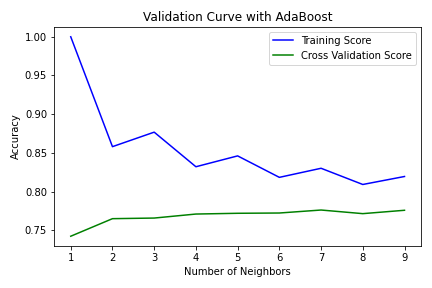 Validation Curve with AdaBoost
Training Score
Cross Validation Score
Accuracy
1.00
0.95
0.90
0.85
0.80
0.75
1 2 3 4 5 6 7 8 9
Number of Neighbors